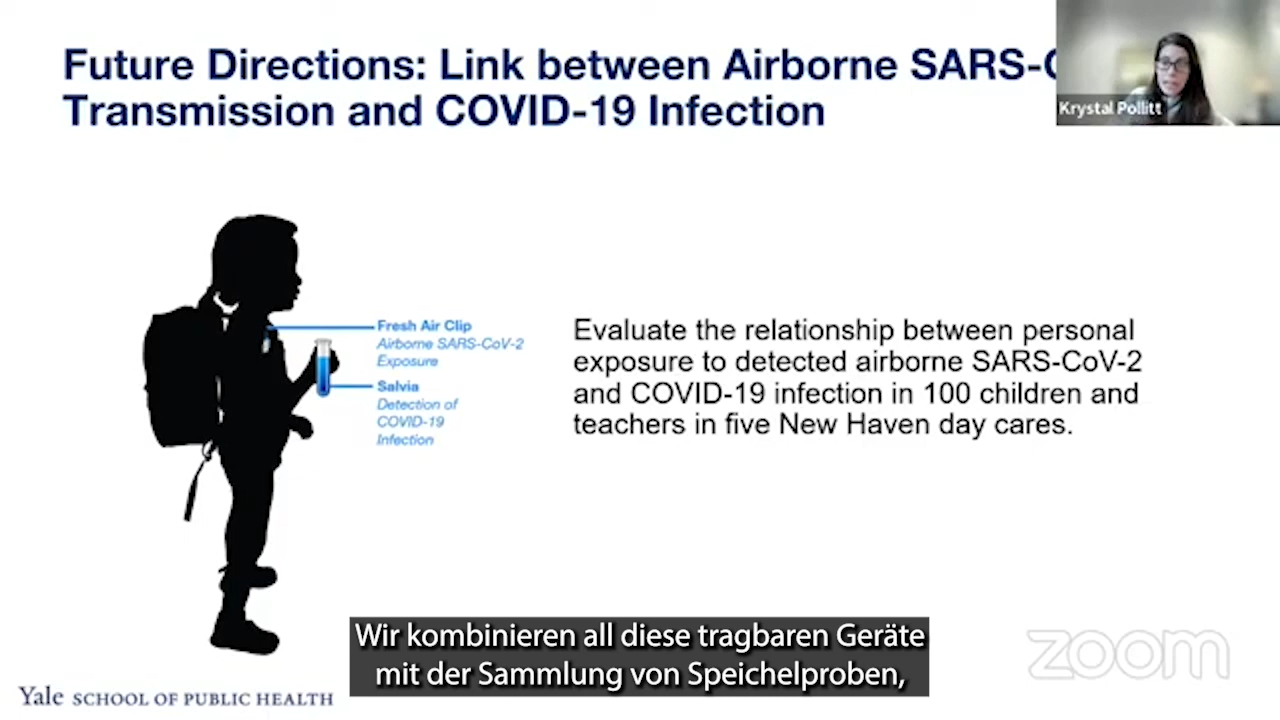 Future Directions: Link between Airborne SARS-
Transmission and COVID-19 Infection
Krystal Pollitt
Fresh Air Clip
Airborne SARS-CoV-2
Exposure
Salvia
Detection of
COVID-19
Infection
Evaluate the relationship between personal
exposure to detected airborne SARS-CoV-2
and COVID-19 infection in 100 children and
teachers in five New Haven day cares.
Wir kombinieren all diese tragbaren Geräte
mit der Sammlung von Speichelproben,
zoom
Yale SCHOOL OF PUBLIC HEALTH